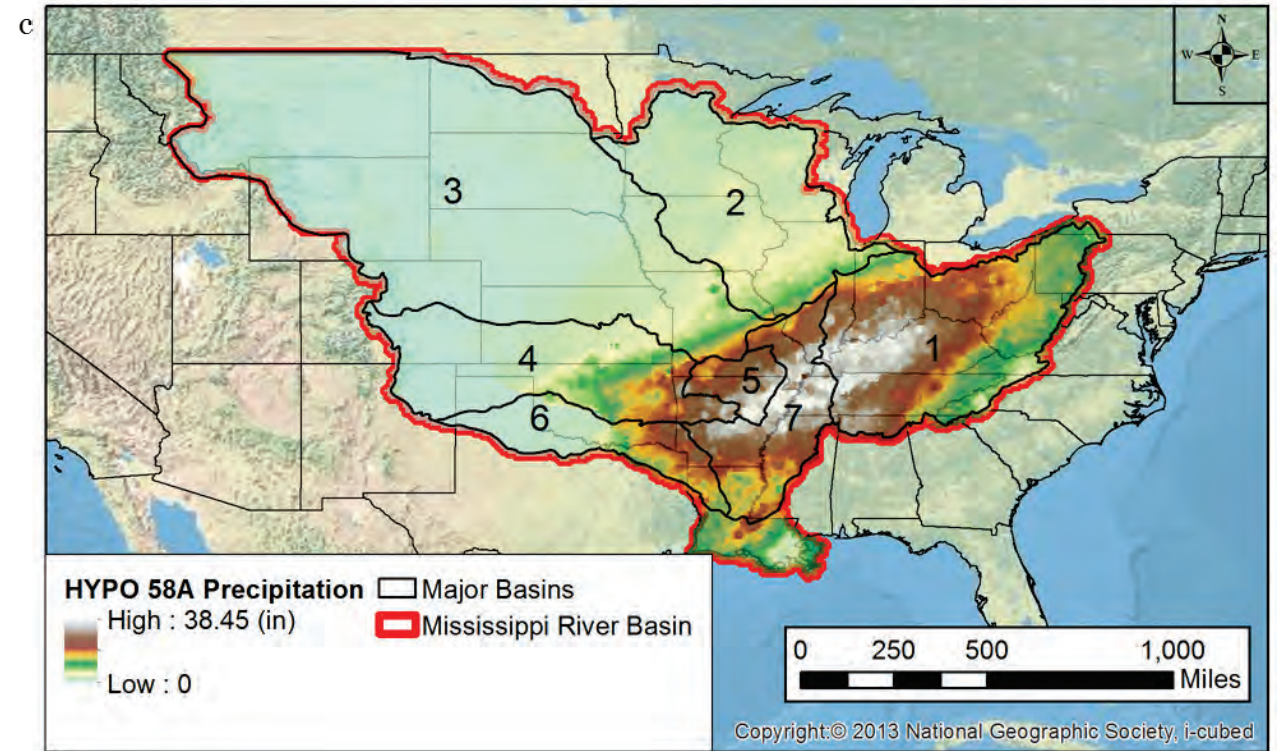 c
N
W E
S
3
2
1
4
5
6
7
HYPO 58A Precipitation
High : 38.45 (in)
Low : 0
Major Basins
Mississippi River Basin
0 250 500 1,000
Miles
Copyright:© 2013 National Geographic Society, i-cubed